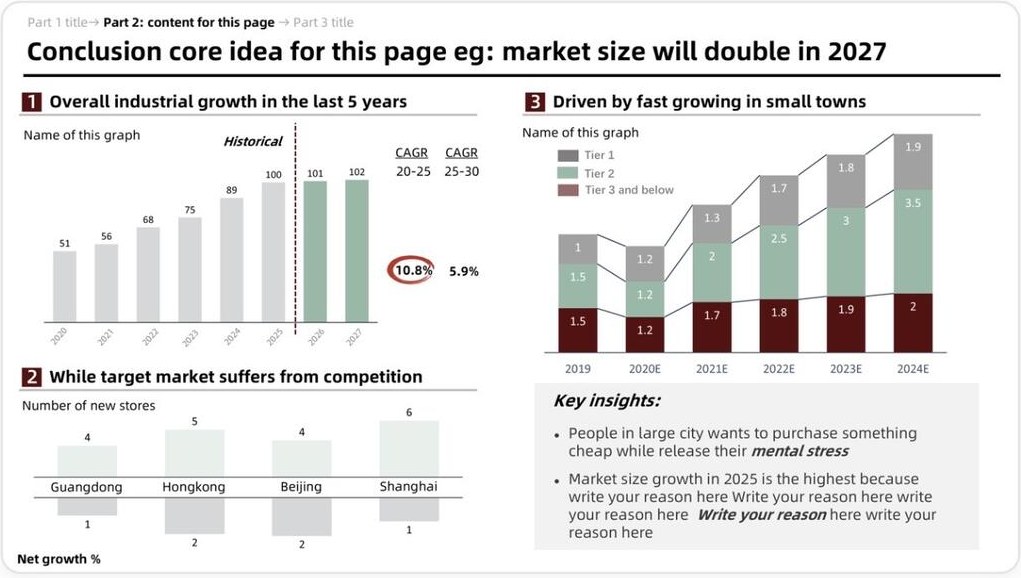 Part 1 title→ Part 2: content for this page → Part 3 title
Conclusion core idea for this page eg: market size will double in 2027
1 Overall industrial growth in the last 5 years
Name of this graph
Historical
CAGR CAGR
20-25 25-30
51 56 68 75 89 100 101 102
10.8% 5.9%
2020 2021 2022 2023 2024 2025 2026 2027
2 While target market suffers from competition
Number of new stores
4 5 4 6
Guangdong Hongkong Beijing Shanghai
1 2 2 1
Net growth %
3 Driven by fast growing in small towns
Name of this graph
Tier 1
Tier 2
Tier 3 and below
1 1.2 1.3 1.7 1.8 1.9
1.5 1.2 2 2.5 3 3.5
1.5 1.2 1.7 1.8 1.9 2
2019 2020E 2021E 2022E 2023E 2024E
Key insights:
• People in large city wants to purchase something
cheap while release their mental stress
• Market size growth in 2025 is the highest because
write your reason here Write your reason here write
your reason here Write your reason here write your
reason here